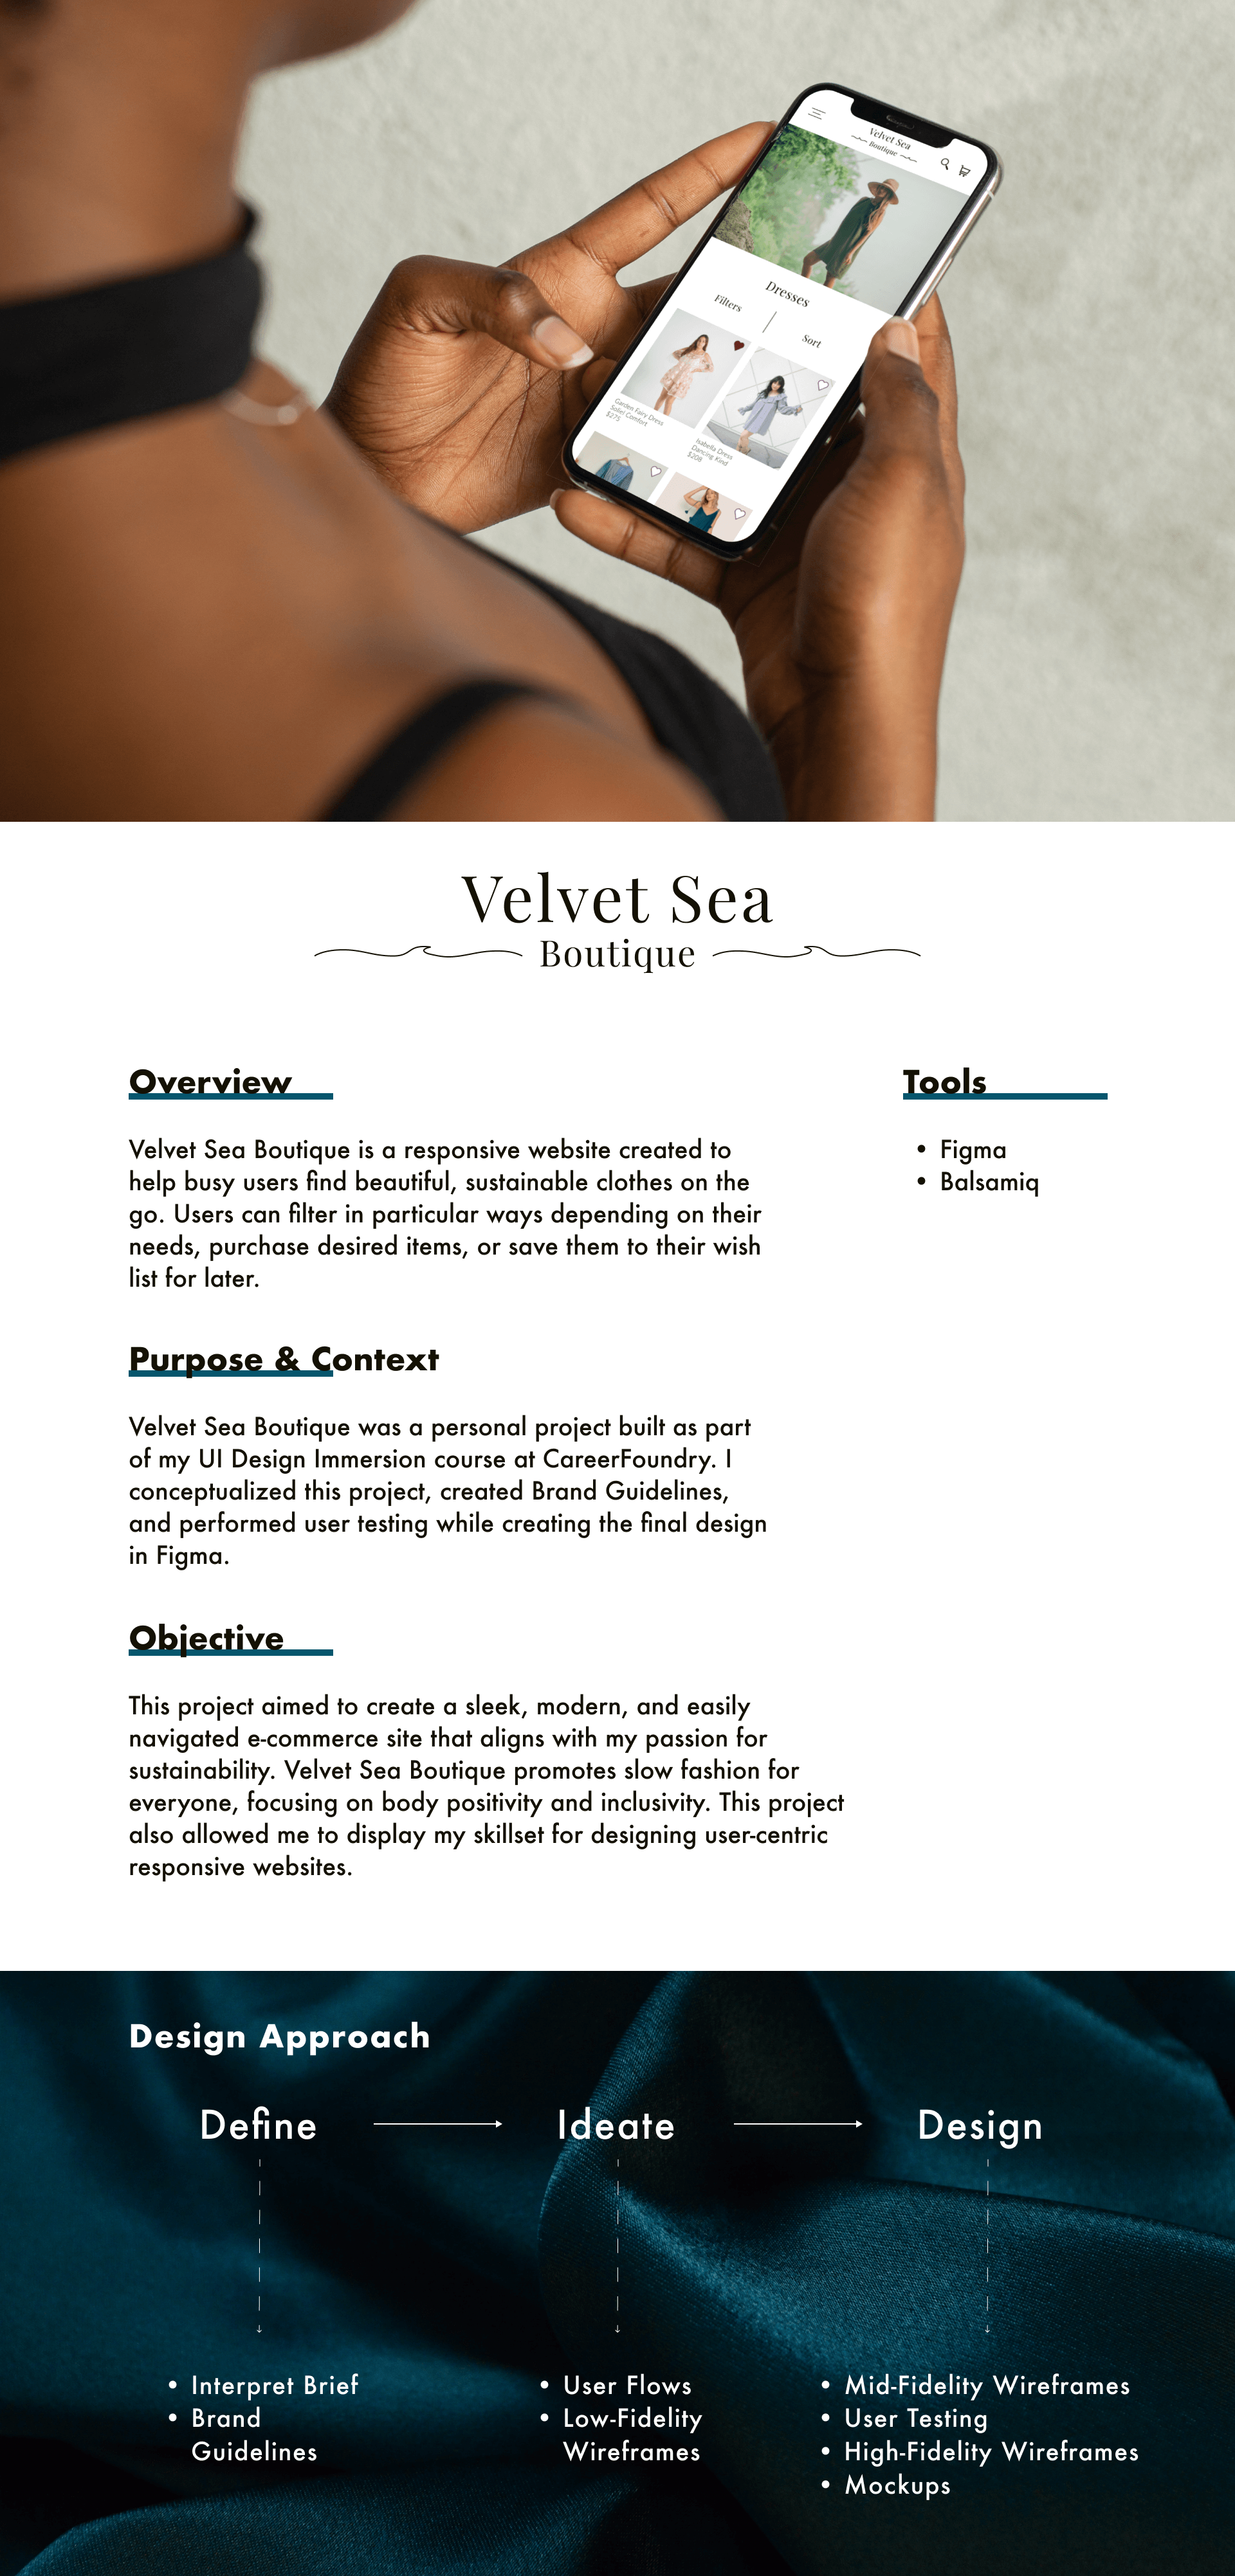 Velvet Sea
Boutique
Dresses
Filters
Sort
Garden Fairy Dress
Sofiel Comfort
$275
Isabella Dress
Dancing Kind
$208
Velvet Sea
Boutique
Overview
Velvet Sea Boutique is a responsive website created to
help busy users find beautiful, sustainable clothes on the
go. Users can filter in particular ways depending on their
needs, purchase desired items, or save them to their wish
list for later.
Tools
• Figma
• Balsamiq
Purpose & Context
Velvet Sea Boutique was a personal project built as part
of my UI Design Immersion course at CareerFoundry. I
conceptualized this project, created Brand Guidelines,
and performed user testing while creating the final design
in Figma.
Objective
This project aimed to create a sleek, modern, and easily
navigated e-commerce site that aligns with my passion for
sustainability. Velvet Sea Boutique promotes slow fashion for
everyone, focusing on body positivity and inclusivity. This project
also allowed me to display my skillset for designing user-centric
responsive websites.
Design Approach
Define
Ideate
Design
• Interpret Brief
• Brand
Guidelines
• User Flows
• Low-Fidelity
Wireframes
• Mid-Fidelity Wireframes
• User Testing
• High-Fidelity Wireframes
• Mockups